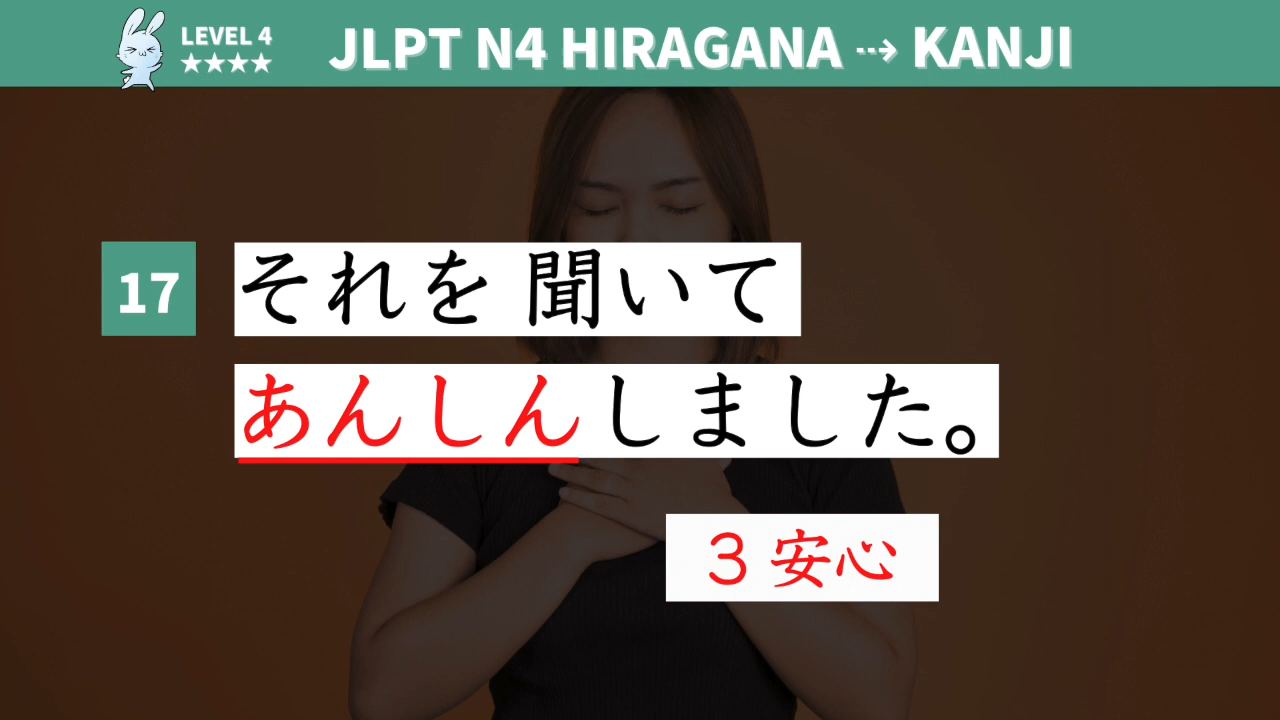 LEVEL 4
★★★★
JLPT N4 HIRAGANA ⇢ KANJI
17
それを 聞いて
あんしんしました。
3 安心